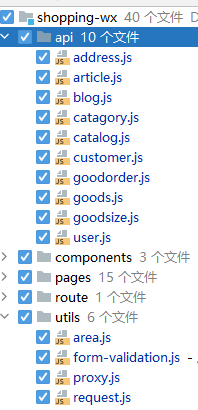 shopping-wx 40 个文件 D
api 10 个文件
address.js
article.js
blog.js
catagory.js
catalog.js
customer.js
goodorder.js
goods.js
goodsize.js
user.js
components 3 个文件
pages 15 个文件
route 1 个文件
utils 6 个文件
area.js
form-validation.js -
proxy.js
request.js